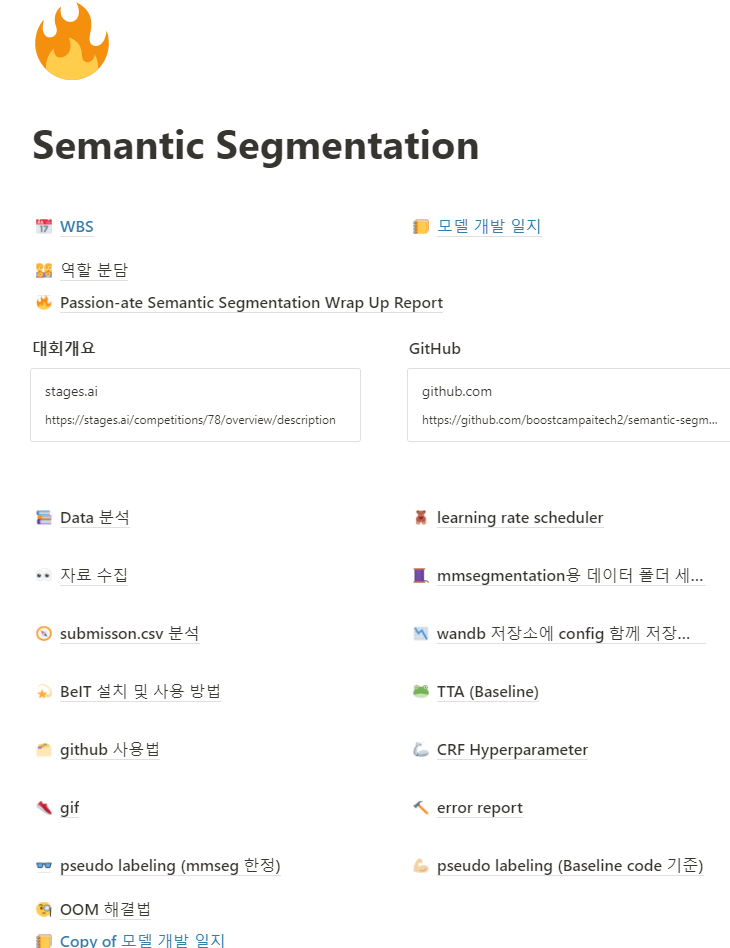 Semantic Segmentation
WBS
모델 개발 일지
역할 분담
Passion-ate Semantic Segmentation Wrap Up Report
대회개요
GitHub
stages.ai
https://stages.ai/competitions/78/overview/description
github.com
https://github.com/boostcampaitech2/semantic-segm...
Data 분석
learning rate scheduler
자료 수집
mmsegmentation용 데이터 폴더 세...
submisson.csv 분석
wandb 저장소에 config 함께 저장...
BeIT 설치 및 사용 방법
TTA (Baseline)
github 사용법
CRF Hyperparameter
gif
error report
pseudo labeling (mmseg 한정)
pseudo labeling (Baseline code 기준)
OOM 해결법
Copy of 모델 개발 일지